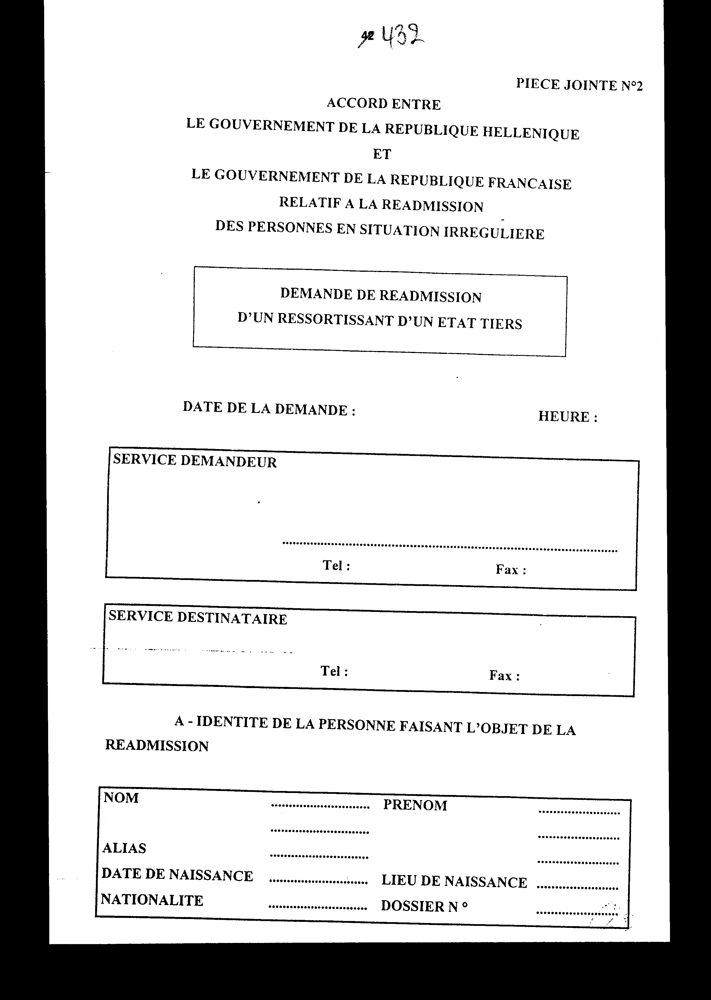 42 432
PIECE JOINTE N°2
ACCORD ENTRE
LE GOUVERNEMENT DE LA REPUBLIQUE HELLENIQUE
ET
LE GOUVERNEMENT DE LA REPUBLIQUE FRANCAISE
RELATIF A LA READMISSION
DES PERSONNES EN SITUATION IRREGULIERE
DEMANDE DE READMISSION
D'UN RESSORTISSANT D'UN ETAT TIERS
DATE DE LA DEMANDE : HEURE :
SERVICE DEMANDEUR
Tel : Fax :
SERVICE DESTINATAIRE
Tel : Fax :
A - IDENTITE DE LA PERSONNE FAISANT L'OBJET DE LA
READMISSION
NOM ............................ PRENOM .......................
............................ .......................
ALIAS ............................ .......................
DATE DE NAISSANCE ............................ LIEU DE NAISSANCE .......................
NATIONALITE ............................ DOSSIER N ° .......................